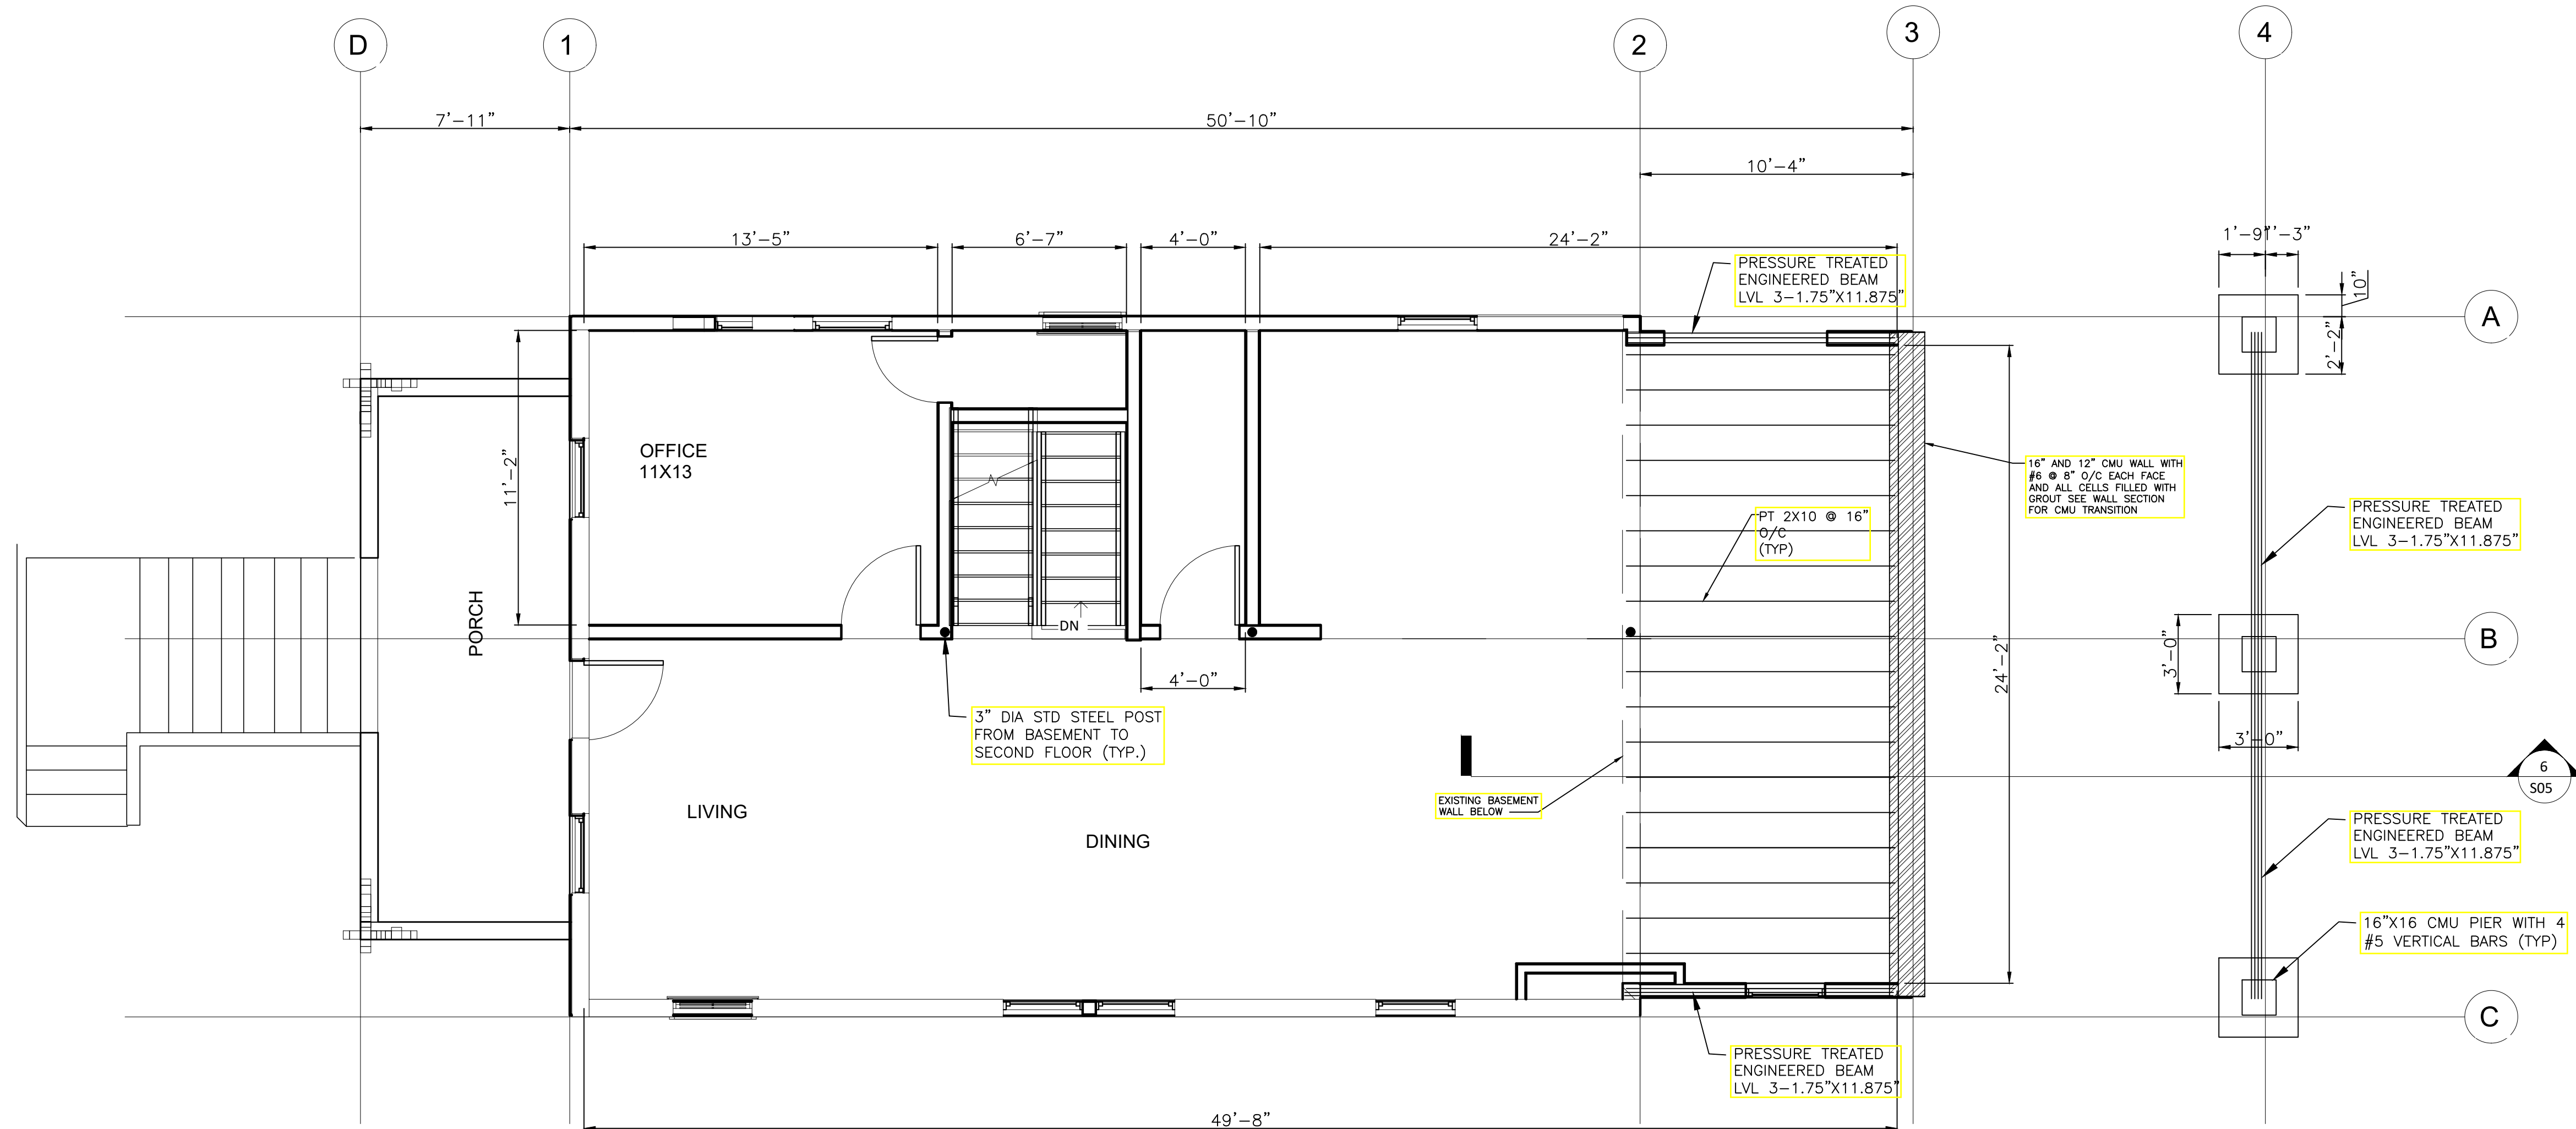 D
1
2
3
4
7'-11"
50'-10"
10'-4"
13'-5"
6'-7"
4'-0"
24'-2"
1'-9"
1'-3"
10"
2'-2"
A
PRESSURE TREATED
ENGINEERED BEAM
LVL 3-1.75"X11.875"
OFFICE
11X13
11'-2"
16" AND 12" CMU WALL WITH
#6 @ 8" O/C EACH FACE
AND ALL CELLS FILLED WITH
GROUT SEE WALL SECTION
FOR CMU TRANSITION
PT 2X10 @ 16"
O/C
(TYP)
PRESSURE TREATED
ENGINEERED BEAM
LVL 3-1.75"X11.875"
PORCH
DN
B
3'-0"
3'-0"
24'-2"
4'-0"
3" DIA STD STEEL POST
FROM BASEMENT TO
SECOND FLOOR (TYP.)
6
S05
EXISTING BASEMENT
WALL BELOW
LIVING
DINING
PRESSURE TREATED
ENGINEERED BEAM
LVL 3-1.75"X11.875"
16"X16 CMU PIER WITH 4
#5 VERTICAL BARS (TYP)
C
PRESSURE TREATED
ENGINEERED BEAM
LVL 3-1.75"X11.875"
49'-8"